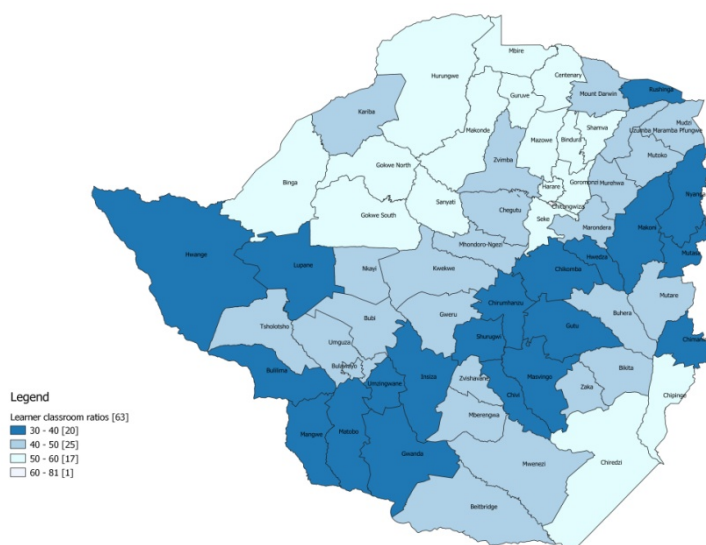 Mbire
Centenary
Hurungwe
Rushinga
Guruve
Mount Darwin
Kariba
Mudzi
Makonde
Shamva
Uzumba Maramba Pfungwe
Mazowe
Bindura
Zvimba
Mutoko
Gokwe North
Binga
Harare
Goromonzi
Murehwa
Sanyati
Chitungwiza
Nyanga
Chegutu
Gokwe South
Seke
Marondera
Makoni
Mhondoro-Ngezi
Hwedza
Mutasa
Hwange
Lupane
Chikomba
Nkayi
Kwekwe
Mutare
Chirumhanzu
Buhera
Gweru
Bubi
Tsholotsho
Gutu
Shurugwi
Umguza
Chimani
Bulawayo
Bikita
Bulilima
Insiza
Zvishavane
Masvingo
Umzingwane
Zaka
Chivi
Chipinge
Mberengwa
Mangwe
Matobo
Gwanda
Mwenezi
Chiredzi
Beitbridge
Legend
Learner classroom ratios [63]
30 - 40 [20]
40 - 50 [25]
50 - 60 [17]
60 - 81 [1]